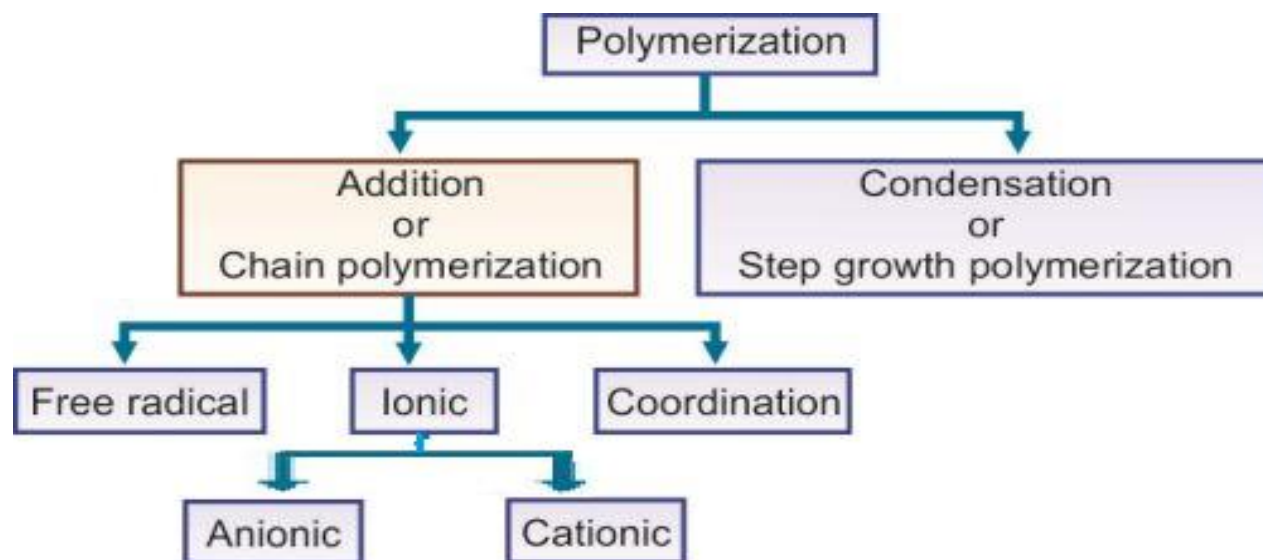 Polymerization
Addition
or
Chain polymerization
Condensation
or
Step growth polymerization
Free radical
Ionic
Coordination
Anionic
Cationic